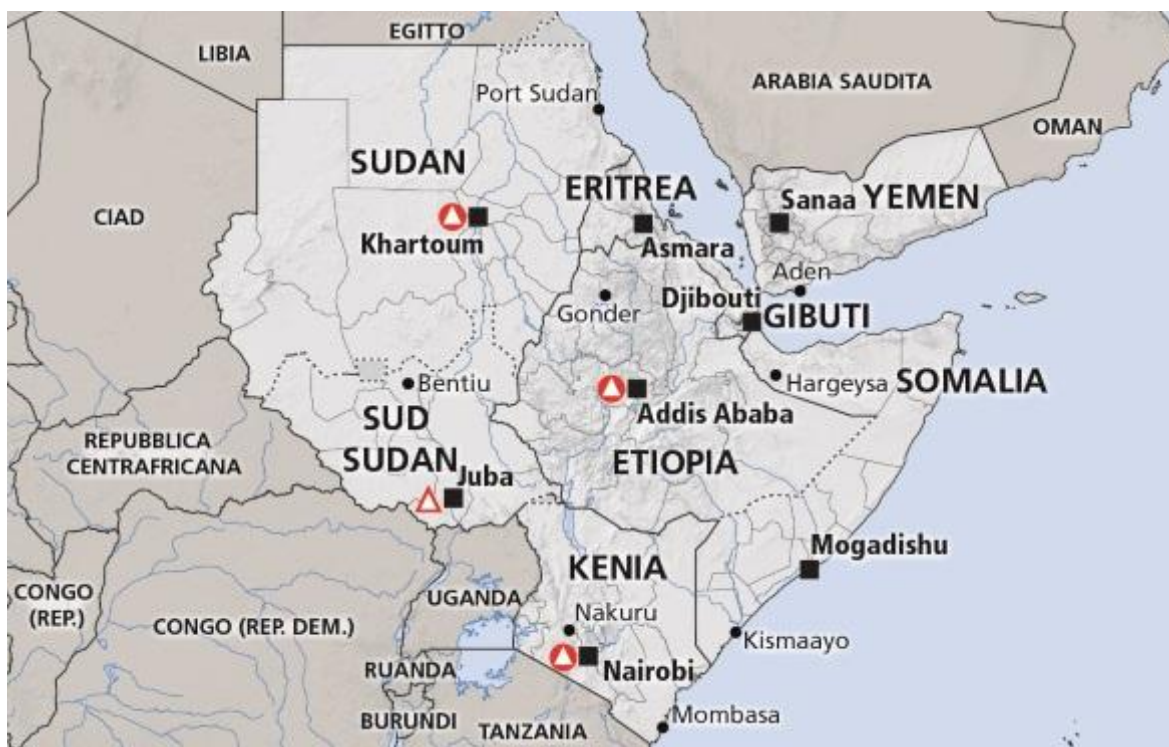 EGITTO
LIBIA
ARABIA SAUDITA
Port Sudan
OMAN
SUDAN
ERITREA
Sanaa
YEMEN
CIAD
Khartoum
Asmara
Aden
Djibouti
Gonder
GIBUTI
Bentiu
Hargeysa
SOMALIA
Addis Ababa
SUD
SUDAN
REPUBBLICA
CENTRAFRICANA
ETIOPIA
Juba
Mogadishu
KENIA
CONGO
(REP.)
UGANDA
Nakuru
CONGO (REP. DEM.)
Kismaayo
RUANDA
Nairobi
BURUNDI
TANZANIA
Mombasa